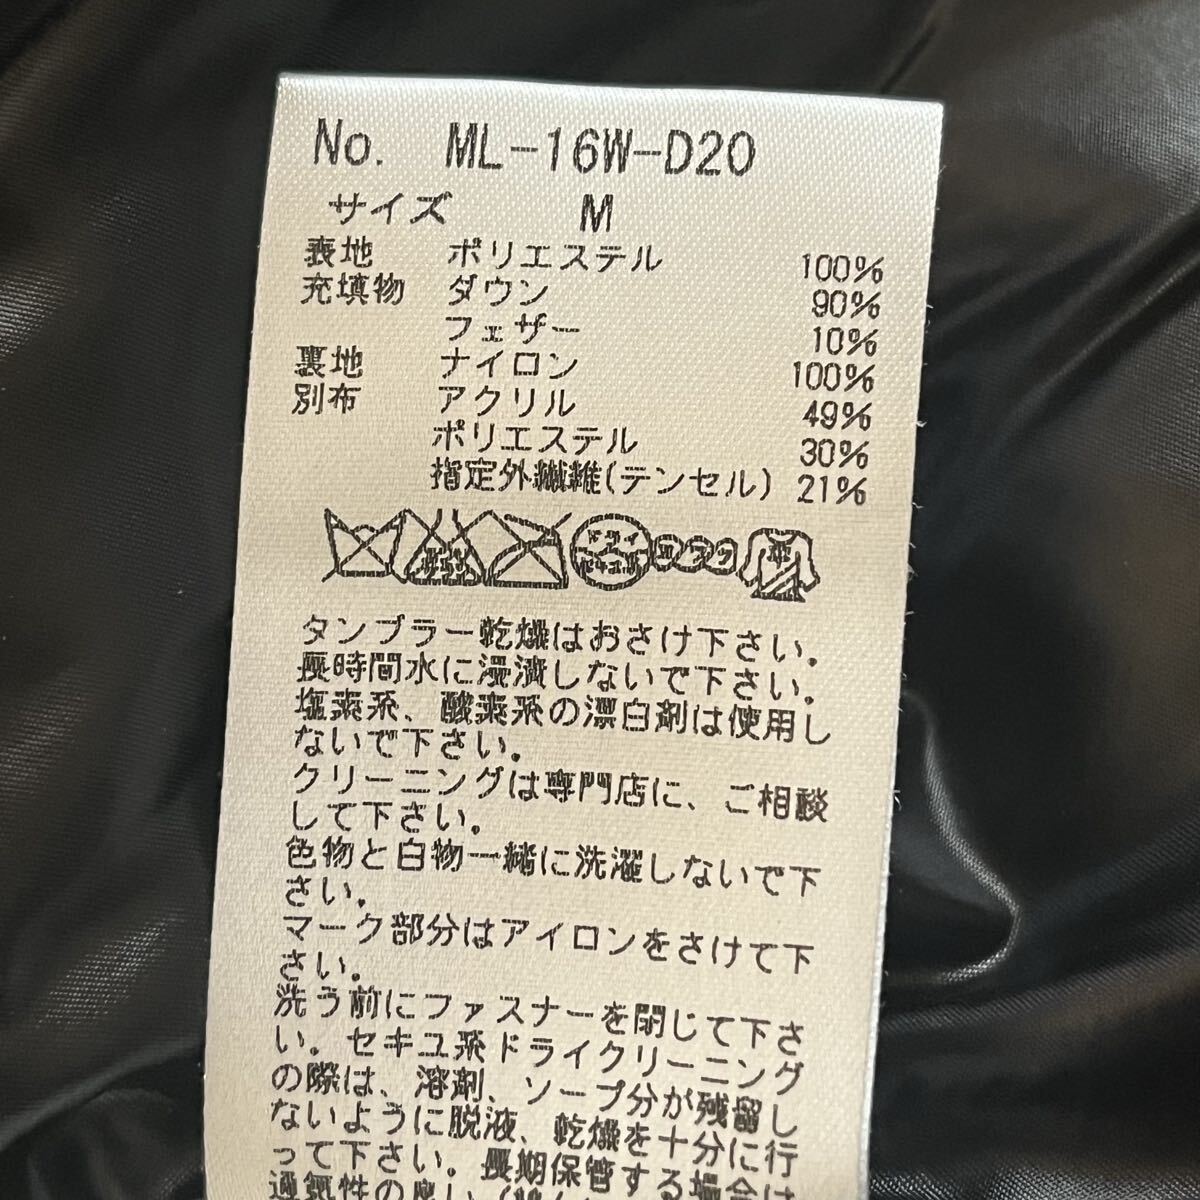 No. ML-16W-D20
サイズ M
表地 ポリエステル 100%
充填物 ダウン 90%
フェザー 10%
裏地 ナイロン 100%
別布 アクリル 49%
ポリエステル 30%
指定外繊維(テンセル) 21%
ドライ セキユ系
タンブラー乾燥はおさけ下さい。
長時間水に浸漬しないで下さい。
塩素系、酸素系の漂白剤は使用し
ないで下さい。
クリーニングは専門店に、ご相談
して下さい。
色物と白物一緒に洗濯しないで下
さい。
マーク部分はアイロンをさけて下
さい。
洗う前にファスナーを閉じて下さ
い。セキユ系ドライクリーニング
の際は、溶剤、ソープ分が残留し
ないように脱液、乾燥を十分に行
って下さい。長期保管する場合は
通気性の